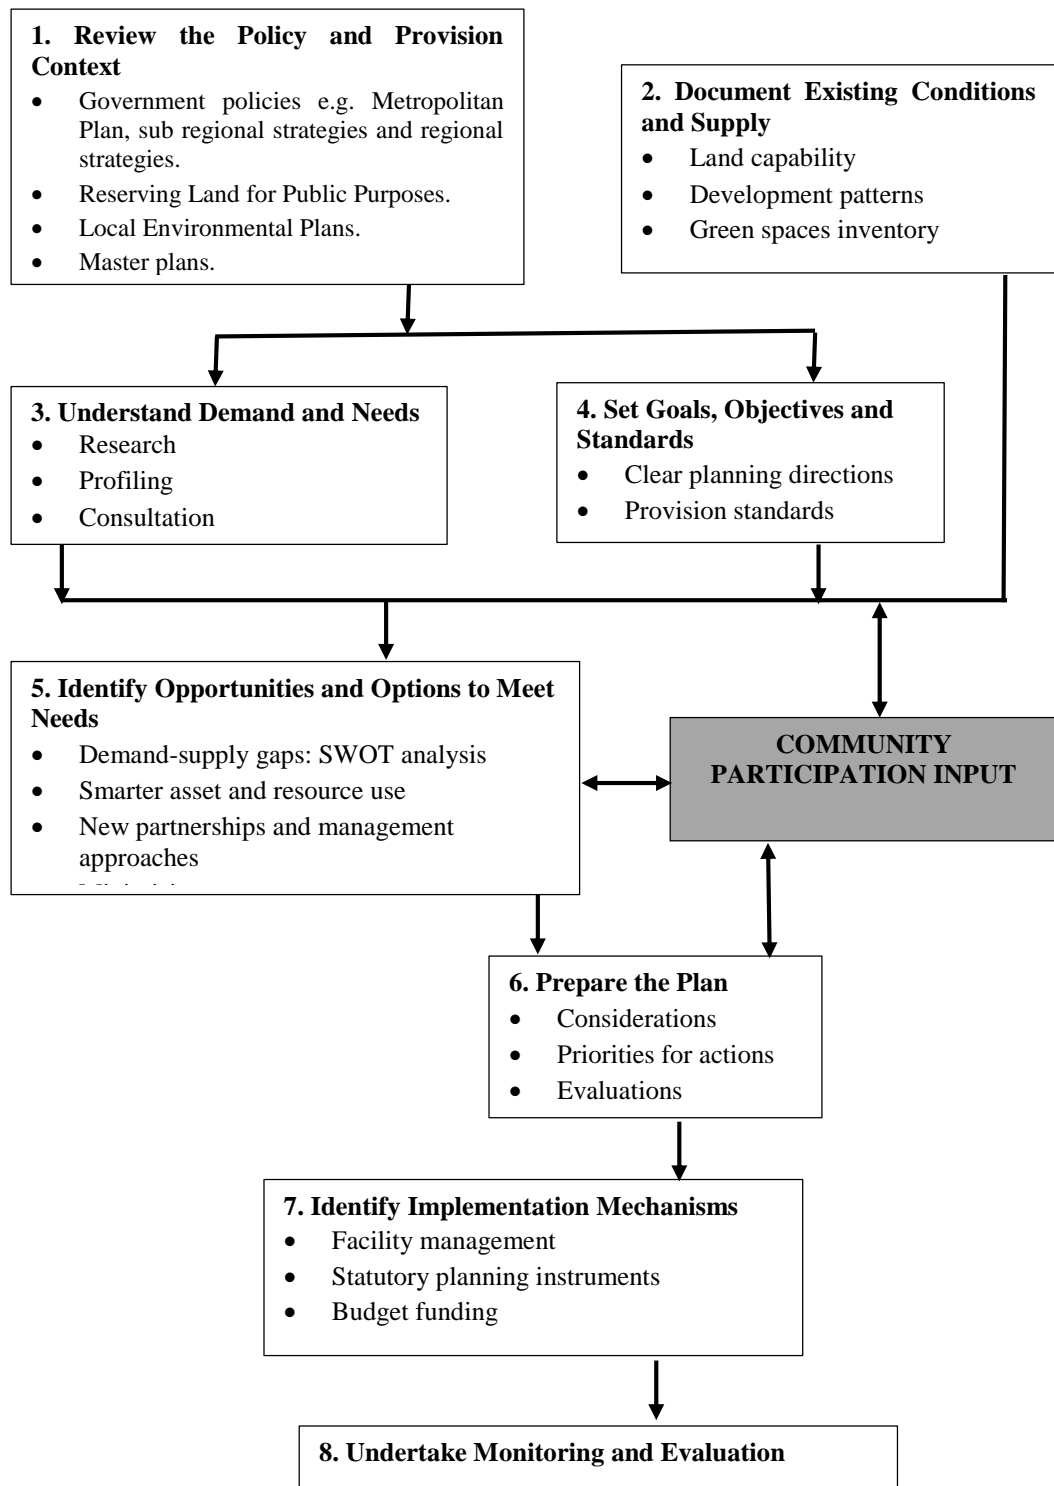 1. Review the Policy and Provision
Context
• Government policies e.g. Metropolitan
Plan, sub regional strategies and regional
strategies.
• Reserving Land for Public Purposes.
• Local Environmental Plans.
• Master plans.
2. Document Existing Conditions
and Supply
• Land capability
• Development patterns
• Green spaces inventory
3. Understand Demand and Needs
• Research
• Profiling
• Consultation
4. Set Goals, Objectives and
Standards
• Clear planning directions
• Provision standards
5. Identify Opportunities and Options to Meet
Needs
• Demand-supply gaps: SWOT analysis
• Smarter asset and resource use
• New partnerships and management
approaches
COMMUNITY
PARTICIPATION INPUT
6. Prepare the Plan
• Considerations
• Priorities for actions
• Evaluations
7. Identify Implementation Mechanisms
• Facility management
• Statutory planning instruments
• Budget funding
8. Undertake Monitoring and Evaluation